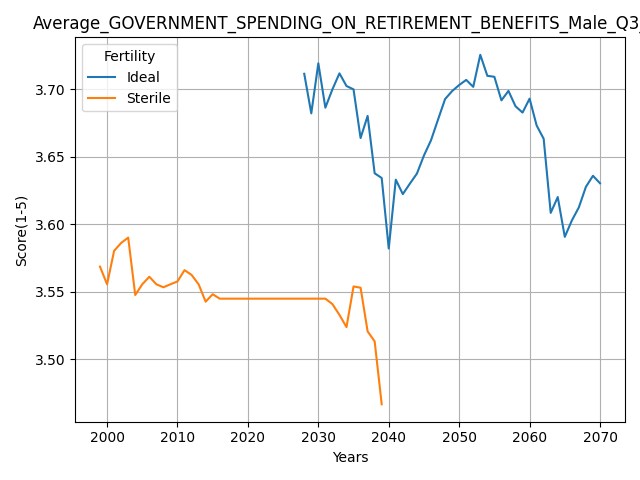 Average_GOVERNMENT_SPENDING_ON_RETIREMENT_BENEFITS_Male_Q3_
Fertility
Ideal
Sterile
Score(1-5)
3.70
3.65
3.60
3.55
3.50
2000 2010 2020 2030 2040 2050 2060 2070
Years